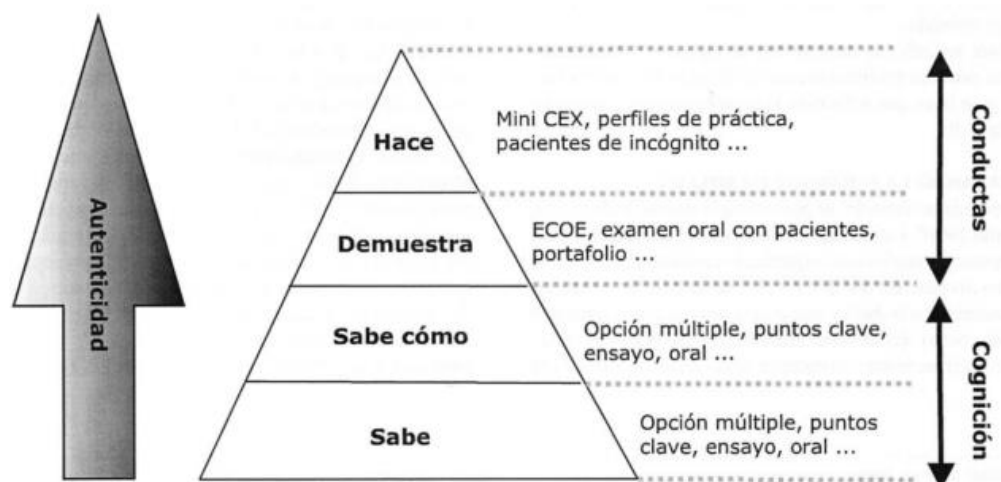 Autenticidad
Hace
Mini CEX, perfiles de práctica,
pacientes de incógnito ...
Demuestra
ECOE, examen oral con pacientes,
portafolio ...
Conductas
Sabe cómo
Opción múltiple, puntos clave,
ensayo, oral ...
Sabe
Opción múltiple, puntos
clave, ensayo, oral ...
Cognición